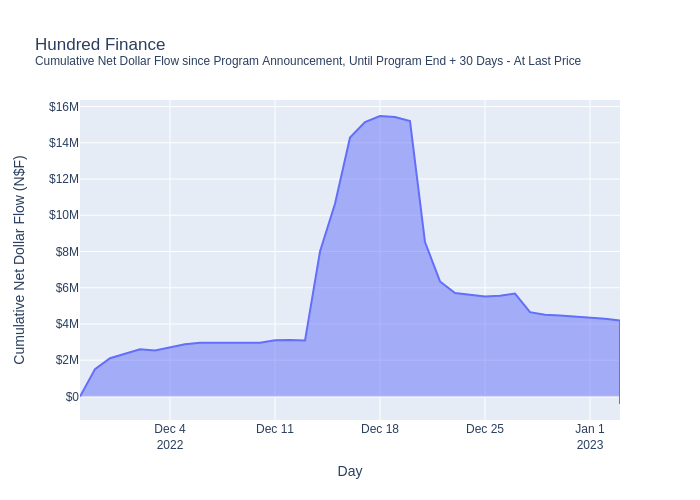 Hundred Finance
Cumulative Net Dollar Flow since Program Announcement, Until Program End + 30 Days - At Last Price
Cumulative Net Dollar Flow (N$F)
$16M
$14M
$12M
$10M
$8M
$6M
$4M
$2M
$0
Dec 4
2022
Dec 11
Dec 18
Dec 25
Jan 1
2023
Day